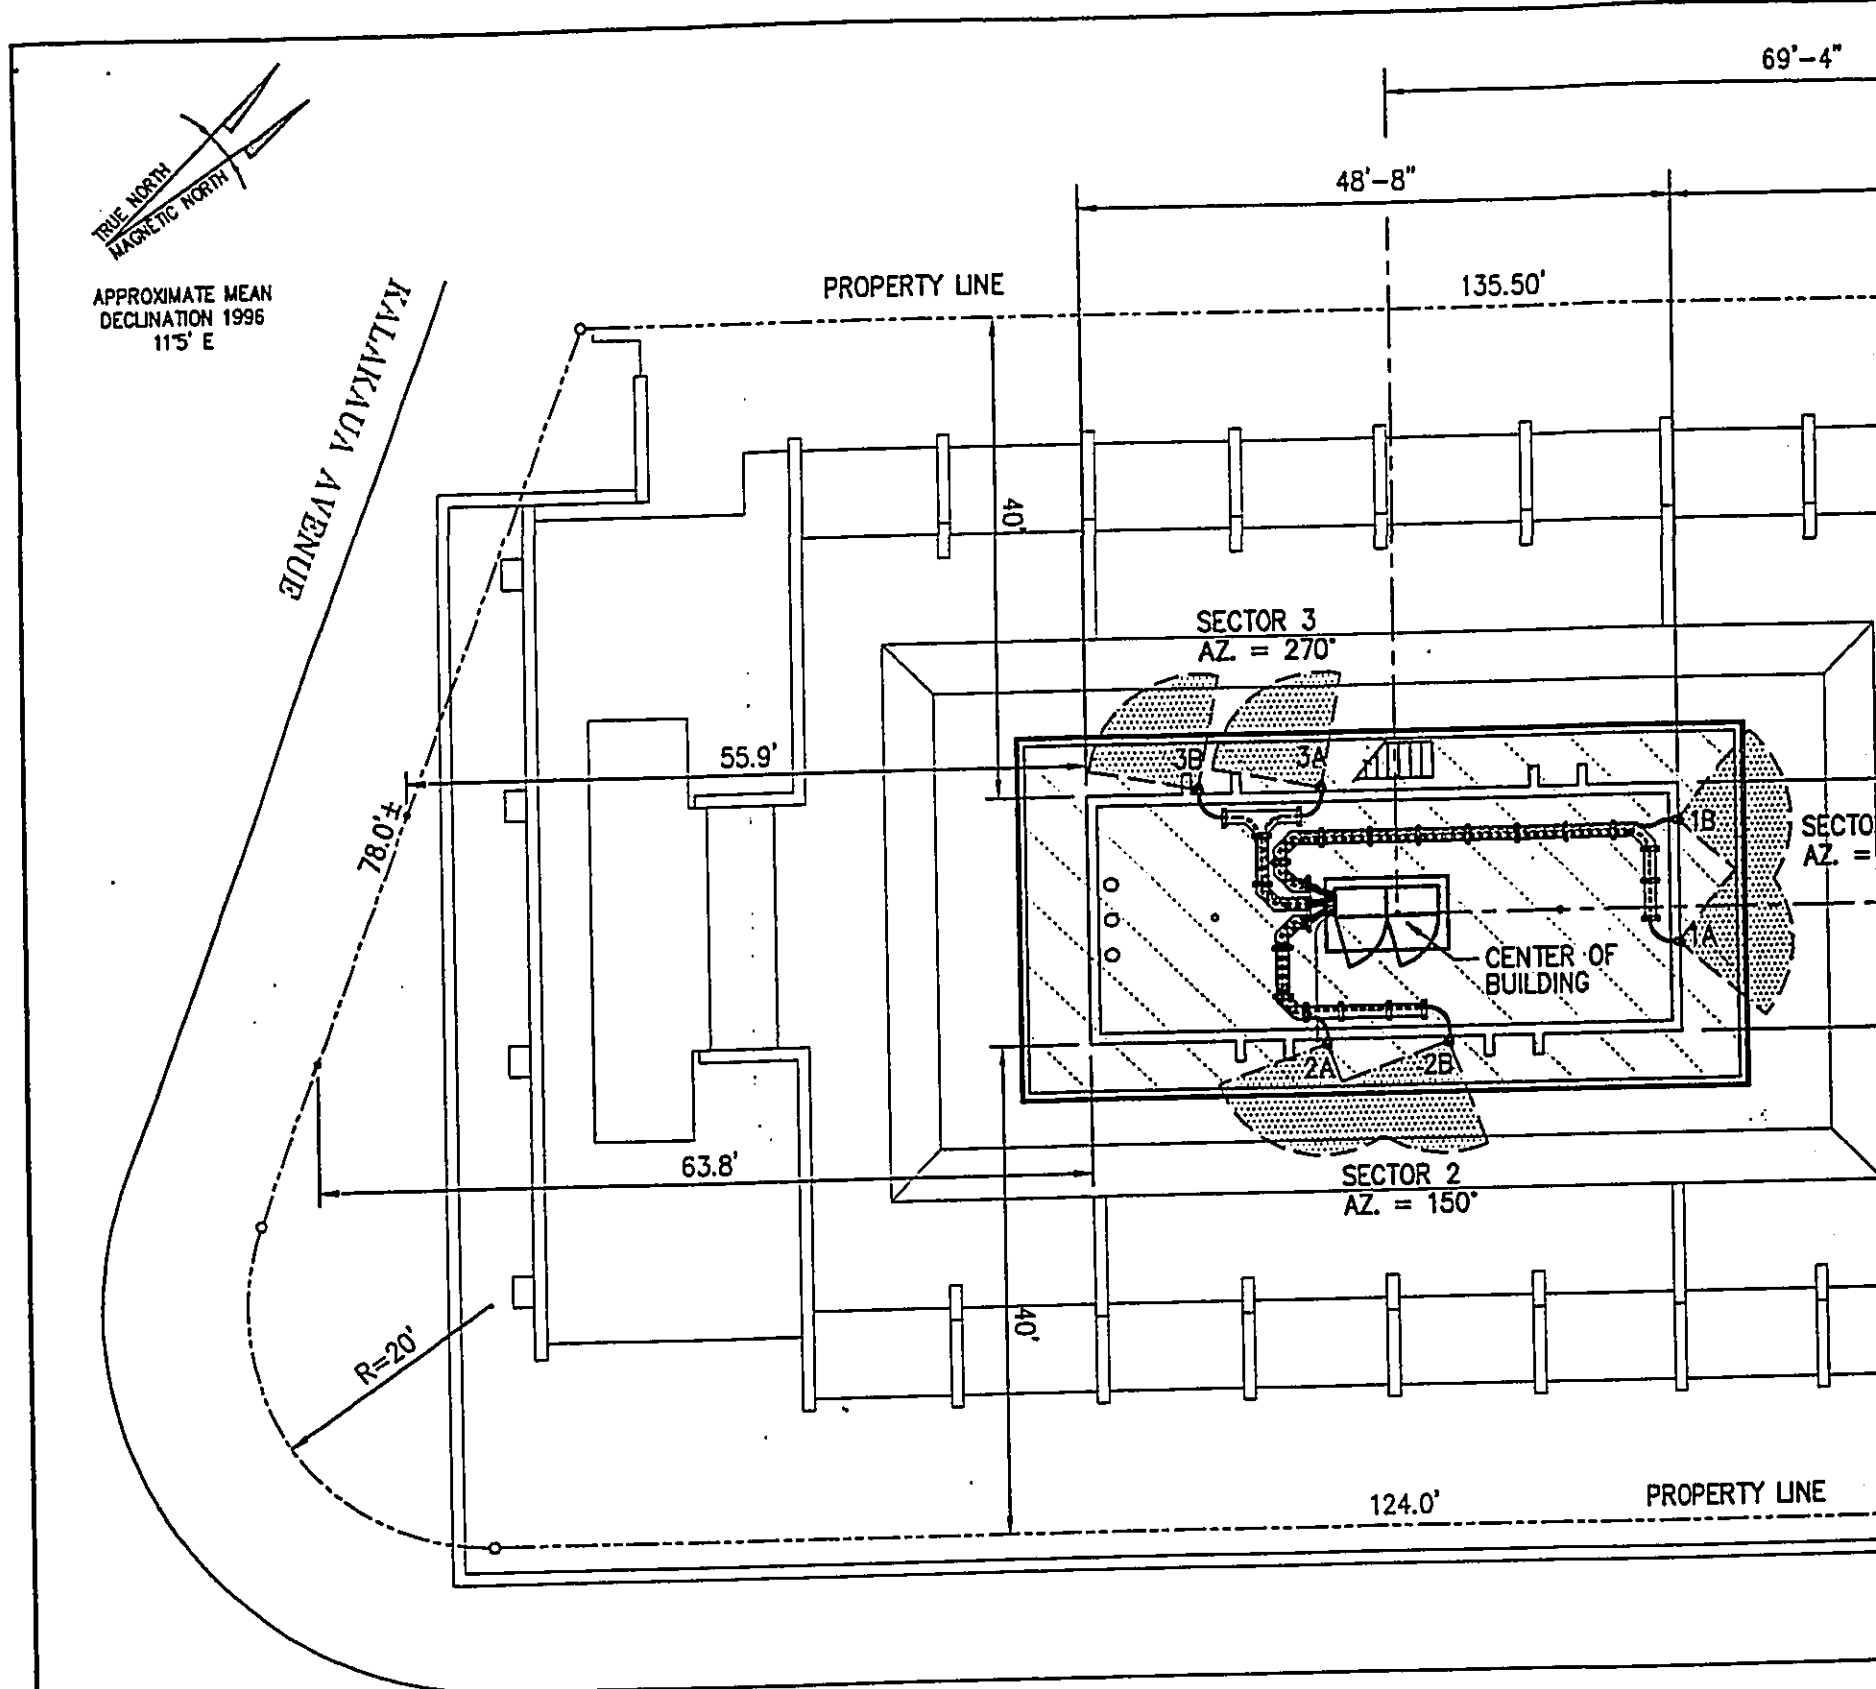 69'-4"
48'-8"
TRUE NORTH
MAGNETIC NORTH
APPROXIMATE MEAN
DECLINATION 1996
11°5' E
KALAKAUA AVENUE
PROPERTY LINE
135.50'
40'
SECTOR 3
AZ. = 270°
55.9'
3B
3A
78.0'±
1B
SECTO
AZ. =
1A
CENTER OF
BUILDING
2A
2B
63.8'
SECTOR 2
AZ. = 150°
40'
R=20'
124.0'
PROPERTY LINE